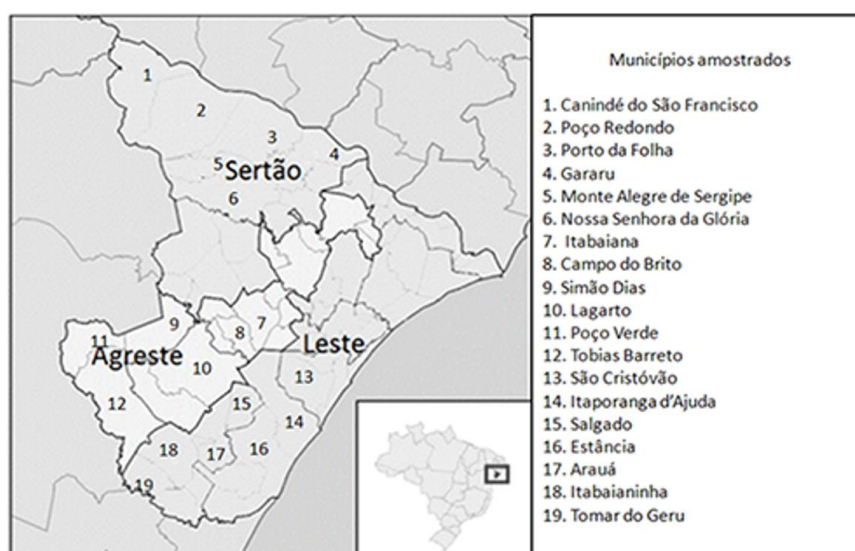 1
2
3
4
5
Sertão
6
9
8
7
11
Agreste
Leste
10
13
12
15
14
18
17
16
19
Municípios amostrados
1. Canindé do São Francisco
2. Poço Redondo
3. Porto da Folha
4. Gararu
5. Monte Alegre de Sergipe
6. Nossa Senhora da Glória
7. Itabaiana
8. Campo do Brito
9. Simão Dias
10. Lagarto
11. Poço Verde
12. Tobias Barreto
13. São Cristóvão
14. Itaporanga d’Ajuda
15. Salgado
16. Estância
17. Arauá
18. Itabaianinha
19. Tomar do Geru